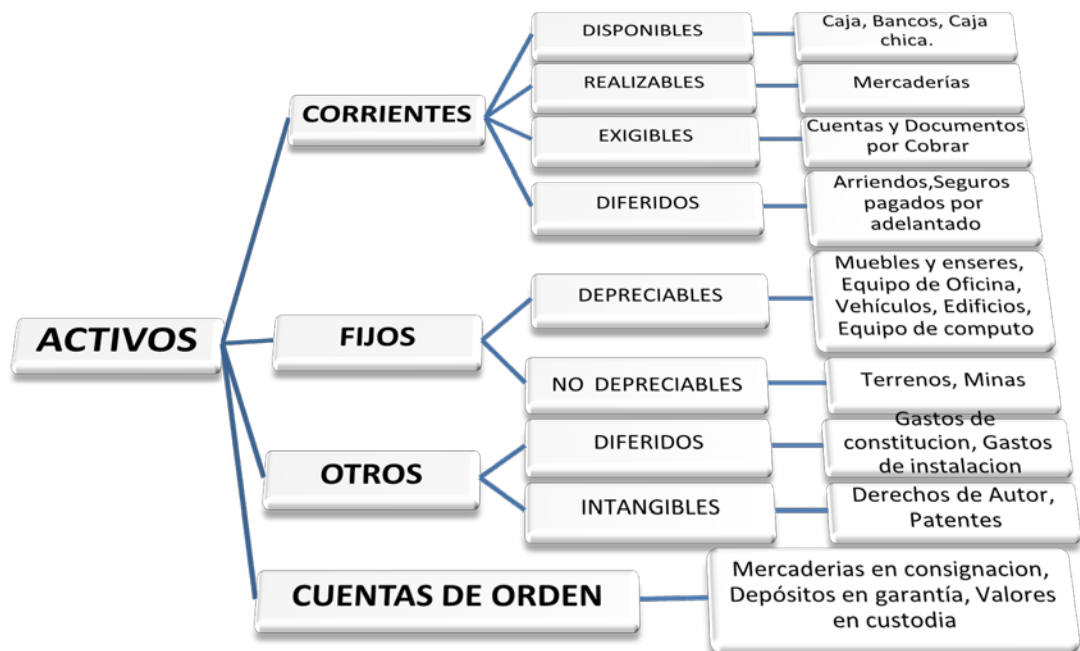 ACTIVOS
CORRIENTES
DISPONIBLES
Caja, Bancos, Caja
chica.
REALIZABLES
Mercaderías
EXIGIBLES
Cuentas y Documentos
por Cobrar
DIFERIDOS
Arriendos,Seguros
pagados por
adelantado
FIJOS
DEPRECIABLES
Muebles y enseres,
Equipo de Oficina,
Vehículos, Edificios,
Equipo de computo
NO DEPRECIABLES
Terrenos, Minas
OTROS
DIFERIDOS
Gastos de
constitucion, Gastos
de instalacion
INTANGIBLES
Derechos de Autor,
Patentes
CUENTAS DE ORDEN
Mercaderias en consignacion,
Depósitos en garantía, Valores
en custodia